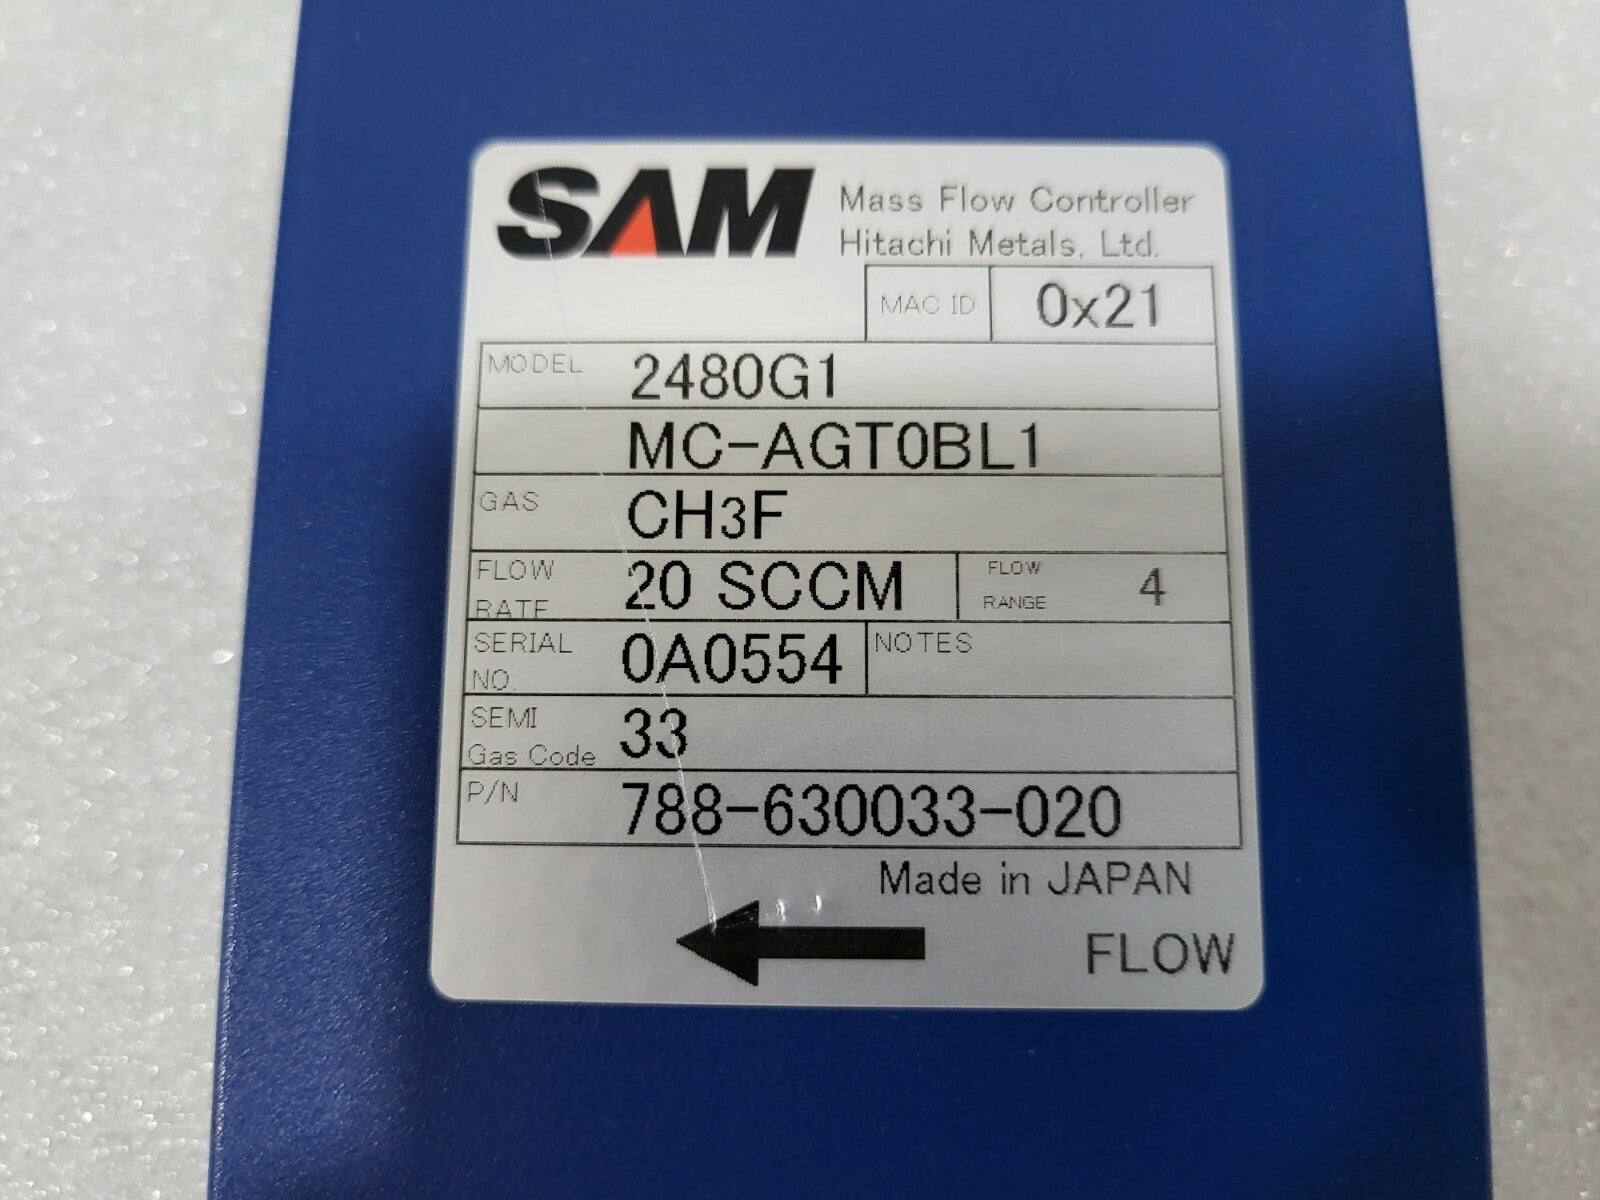 SAM Mass Flow Controller
Hitachi Metals, Ltd.
MAC ID 0x21
MODEL 2480G1
MC-AGT0BL1
GAS CH3F
FLOW RATE 20 SCCM FLOW RANGE 4
SERIAL NO. 0A0554 NOTES
SEMI Gas Code 33
P/N 788-630033-020
Made in JAPAN
FLOW